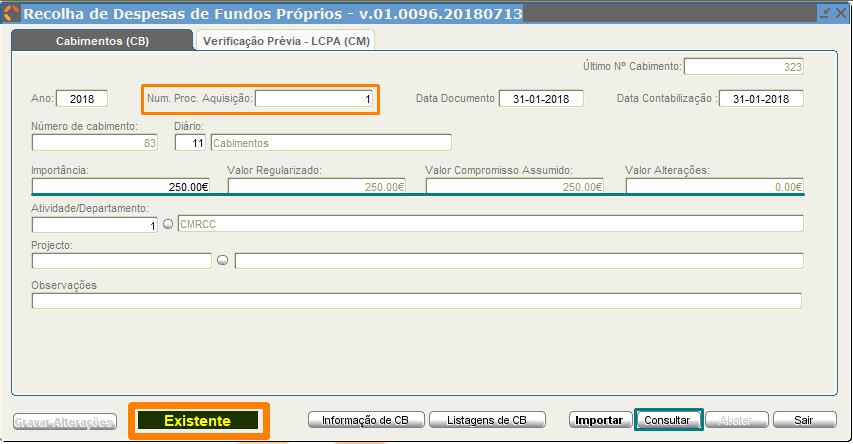 Recolha de Despesas de Fundos Próprios - v.01.0096.20180713
Cabimentos (CB) Verificação Prévia - LCPA (CM)
Último Nº Cabimento: 323
Ano: 2018 Num. Proc. Aquisição: 1 Data Documento 31-01-2018 Data Contabilização : 31-01-2018
Número de cabimento: Diário:
83 11 Cabimentos
Importância: Valor Regularizado: Valor Compromisso Assumido: Valor Alterações:
250.00€ 250.00€ 250.00€ 0.00€
Atividade/Departamento:
1 CMRCC
Projecto:
Observações
Gravar Alterações Existente Informação de CB Listagens de CB Importar Consultar Abater Sair